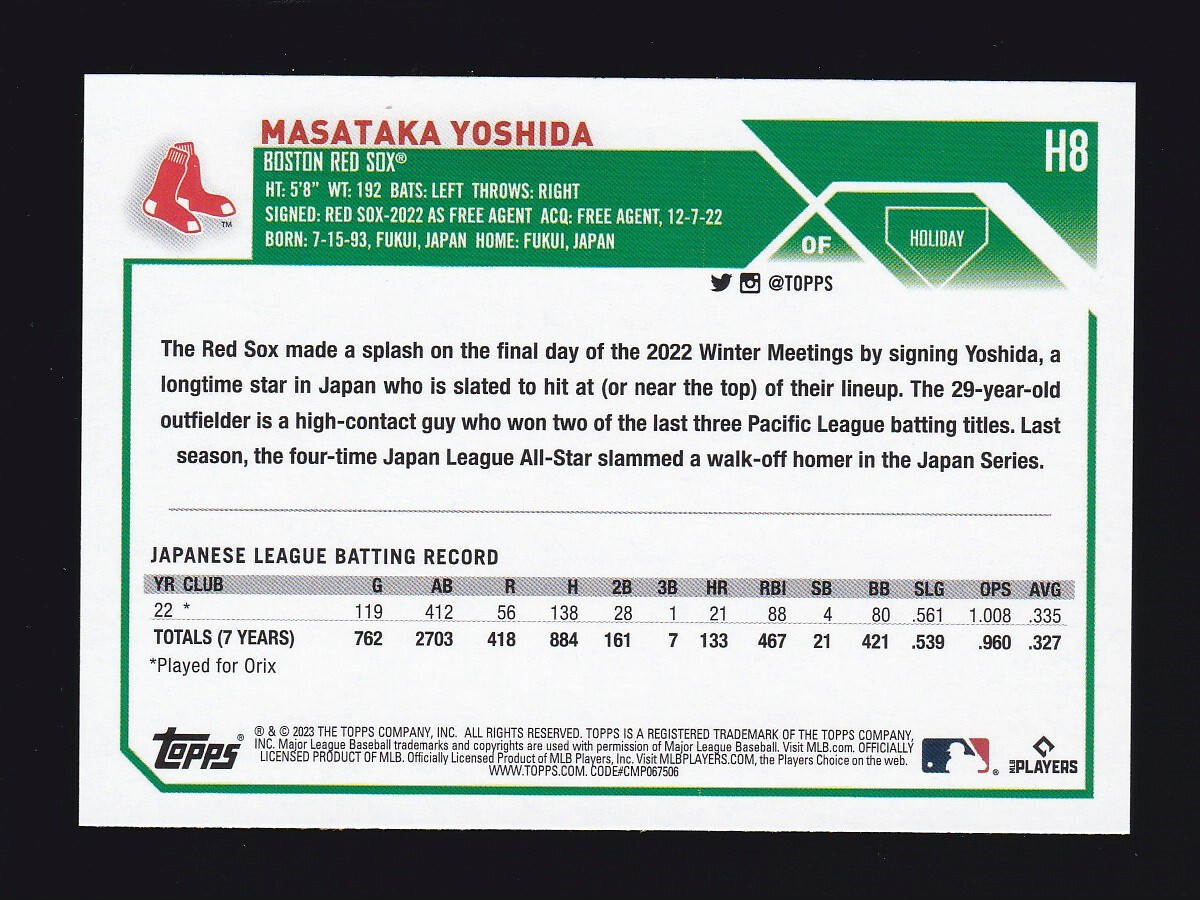 MASATAKA YOSHIDA
BOSTON RED SOX®
H8
HT: 5'8" WT: 192 BATS: LEFT THROWS: RIGHT
SIGNED: RED SOX-2022 AS FREE AGENT ACQ: FREE AGENT, 12-7-22
BORN: 7-15-93, FUKUI, JAPAN HOME: FUKUI, JAPAN
TM
OF
HOLIDAY
@TOPPS
The Red Sox made a splash on the final day of the 2022 Winter Meetings by signing Yoshida, a
longtime star in Japan who is slated to hit at (or near the top) of their lineup. The 29-year-old
outfielder is a high-contact guy who won two of the last three Pacific League batting titles. Last
season, the four-time Japan League All-Star slammed a walk-off homer in the Japan Series.
JAPANESE LEAGUE BATTING RECORD
YR CLUB G AB R H 2B 3B HR RBI SB BB SLG OPS AVG
22 * 119 412 56 138 28 1 21 88 4 80 .561 1.008 .335
TOTALS (7 YEARS) 762 2703 418 884 161 7 133 467 21 421 .539 .960 .327
*Played for Orix
topps®
® & © 2023 THE TOPPS COMPANY, INC. ALL RIGHTS RESERVED. TOPPS IS A REGISTERED TRADEMARK OF THE TOPPS COMPANY,
INC. Major League Baseball trademarks and copyrights are used with permission of Major League Baseball. Visit MLB.com. OFFICIALLY
LICENSED PRODUCT OF MLB. Officially Licensed Product of MLB Players, Inc. Visit MLBPLAYERS.COM, the Players Choice on the web.
WWW.TOPPS.COM. CODE#CMP067506
®
MLB PLAYERS